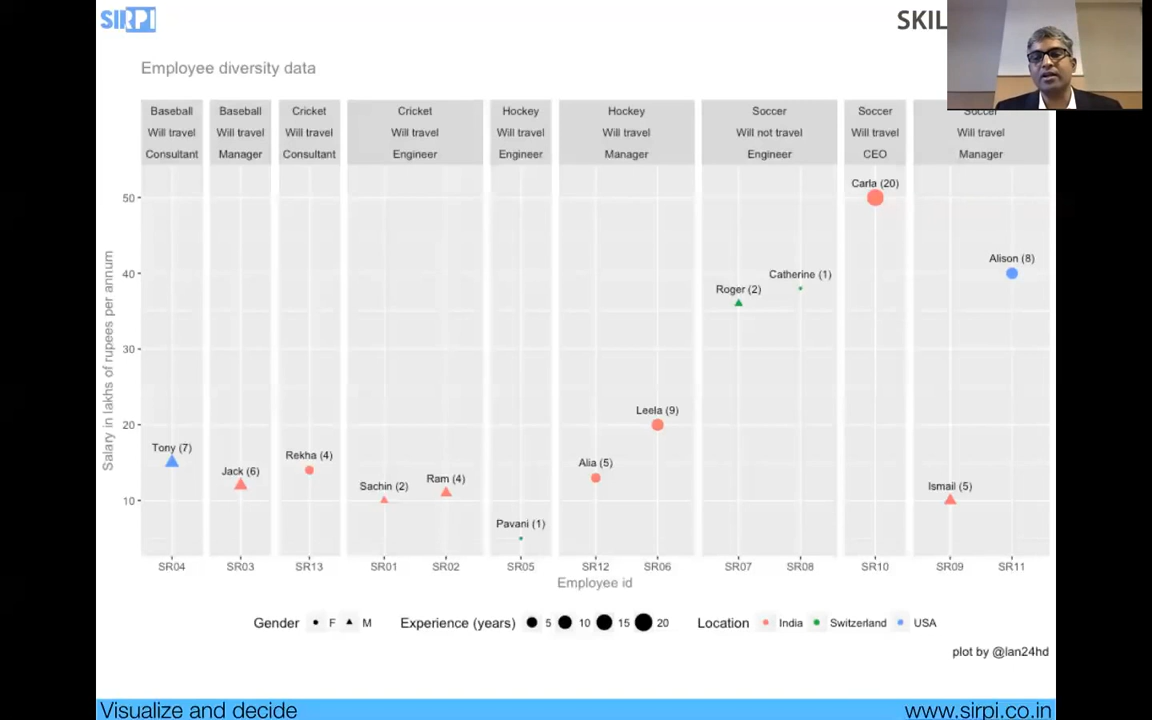 SIRPI
SKIL
Employee diversity data
Baseball Baseball Cricket Cricket Hockey Hockey Soccer Soccer Soccer
Will travel Will travel Will travel Will travel Will travel Will travel Will not travel Will travel Will travel
Consultant Manager Consultant Engineer Engineer Manager Engineer CEO Manager
Salary in lakhs of rupees per annum
50
40
30
20
10
Carla (20)
Alison (8)
Catherine (1)
Roger (2)
Leela (9)
Tony (7)
Rekha (4)
Alia (5)
Jack (6)
Ram (4)
Sachin (2)
Ismail (5)
Pavani (1)
SR04 SR03 SR13 SR01 SR02 SR05 SR12 SR06 SR07 SR08 SR10 SR09 SR11
Employee id
Gender F M Experience (years) 5 10 15 20 Location India Switzerland USA
plot by @lan24hd
Visualize and decide
www.sirpi.co.in